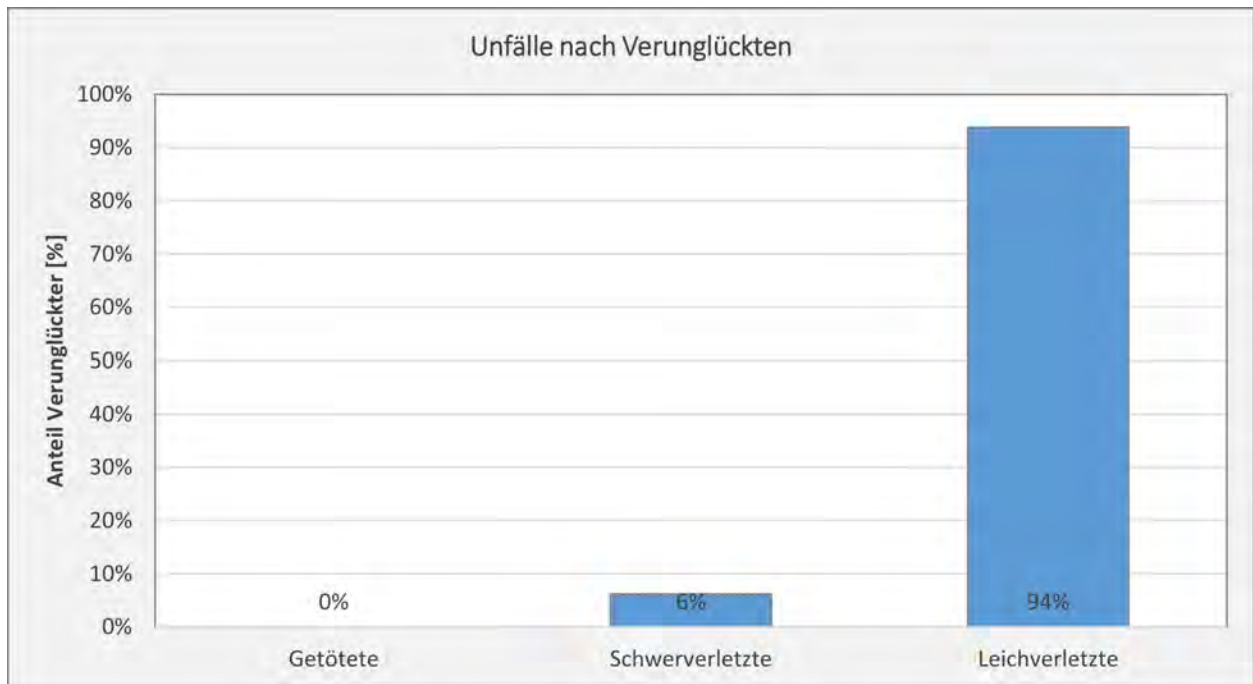 Unfälle nach Verunglückten
Anteil Verunglückter [%]
100%
90%
80%
70%
60%
50%
40%
30%
20%
10%
0%
0%
6%
94%
Getötete
Schwerverletzte
Leichverletzte